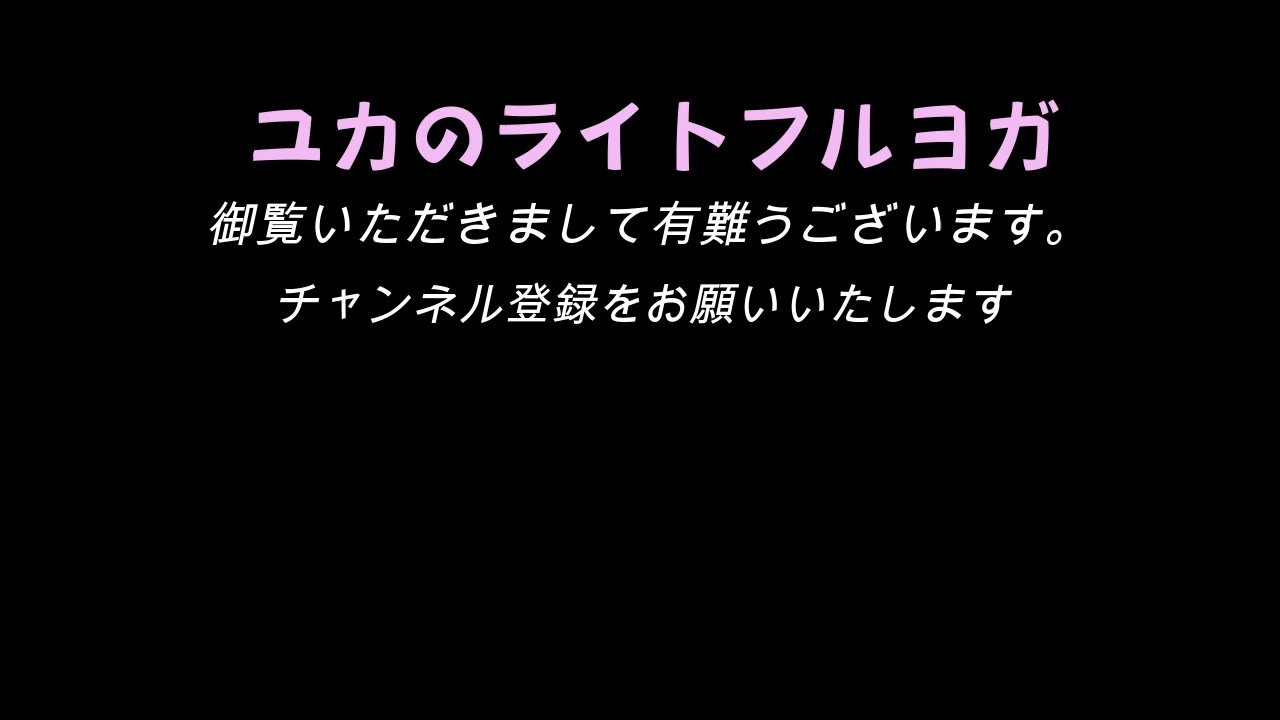 ユカのライトフルヨガ
御覧いただきまして有難うございます。
チャンネル登録をお願いいたします